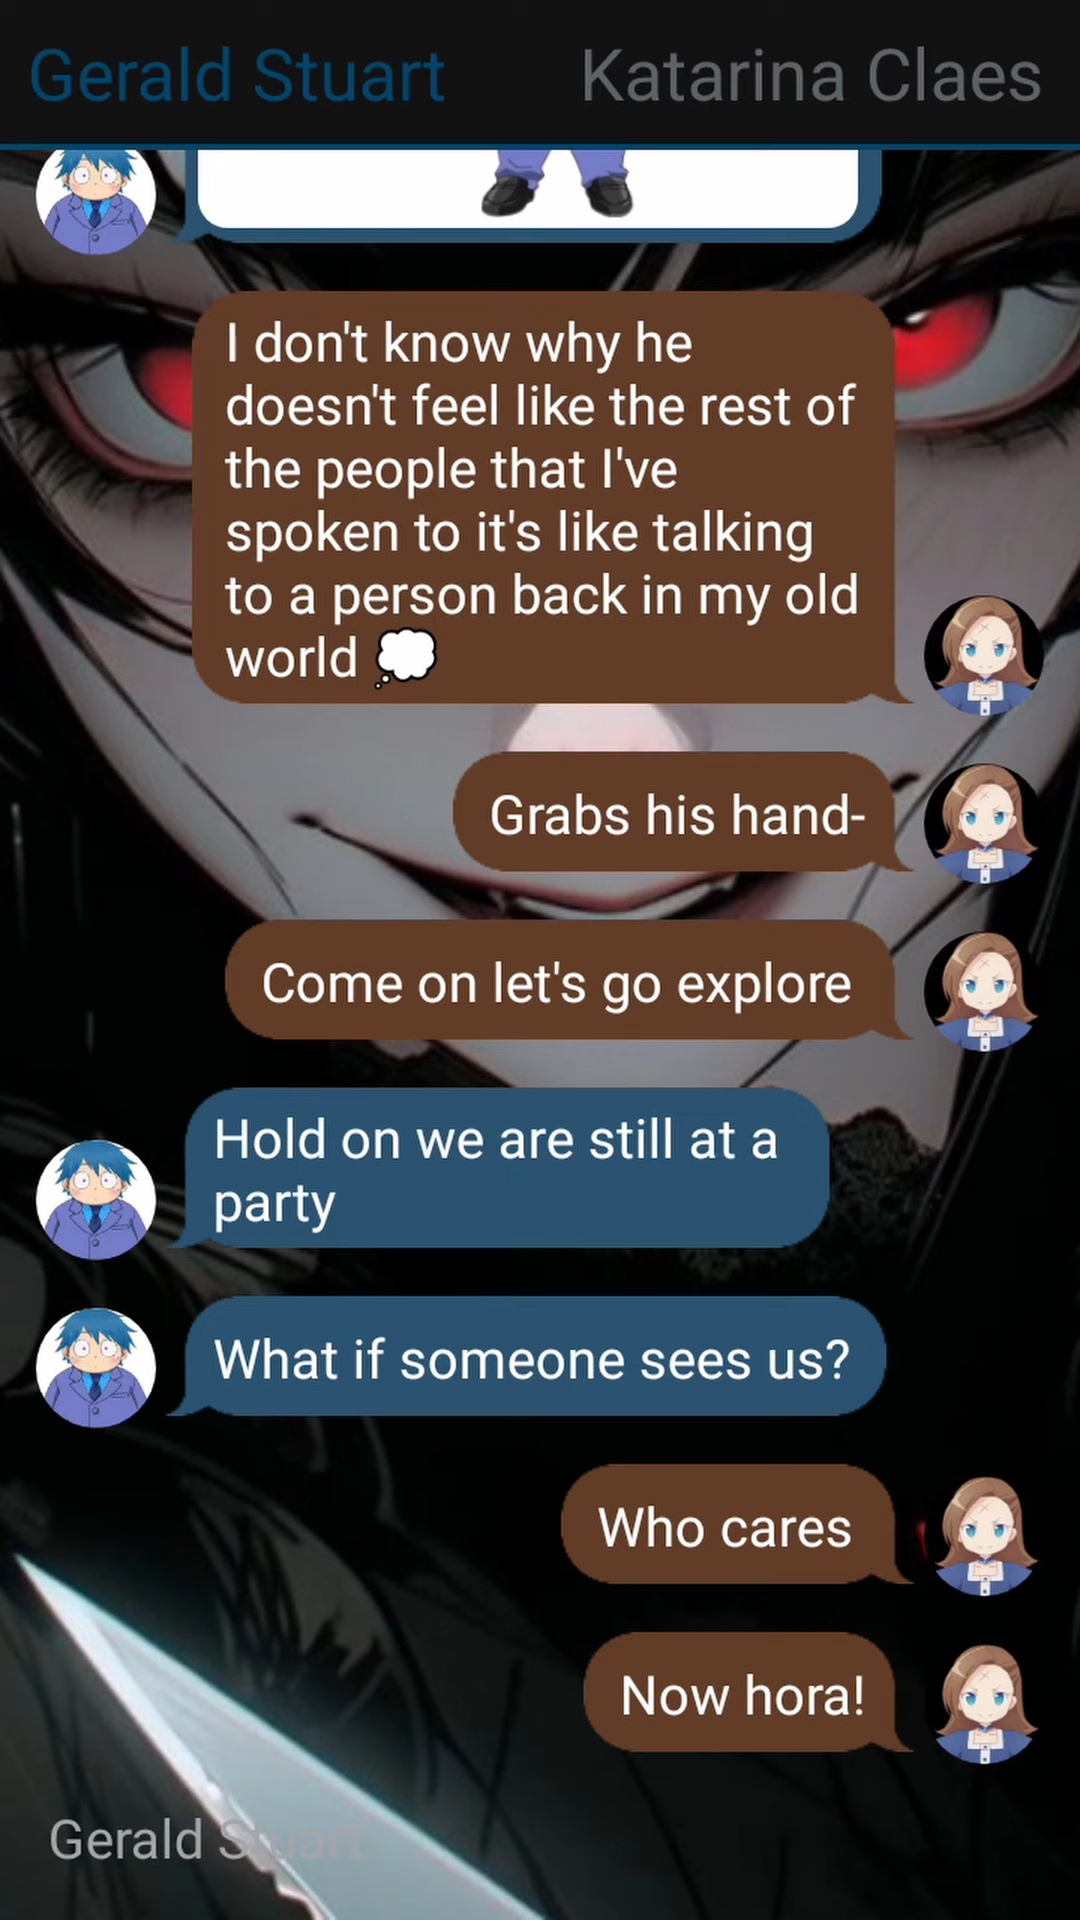 Gerald Stuart
Katarina Claes
I don't know why he
doesn't feel like the rest of
the people that I've
spoken to it's like talking
to a person back in my old
world 💭
Grabs his hand-
Come on let's go explore
Hold on we are still at a
party
What if someone sees us?
Who cares
Now hora!
Gerald Stuart